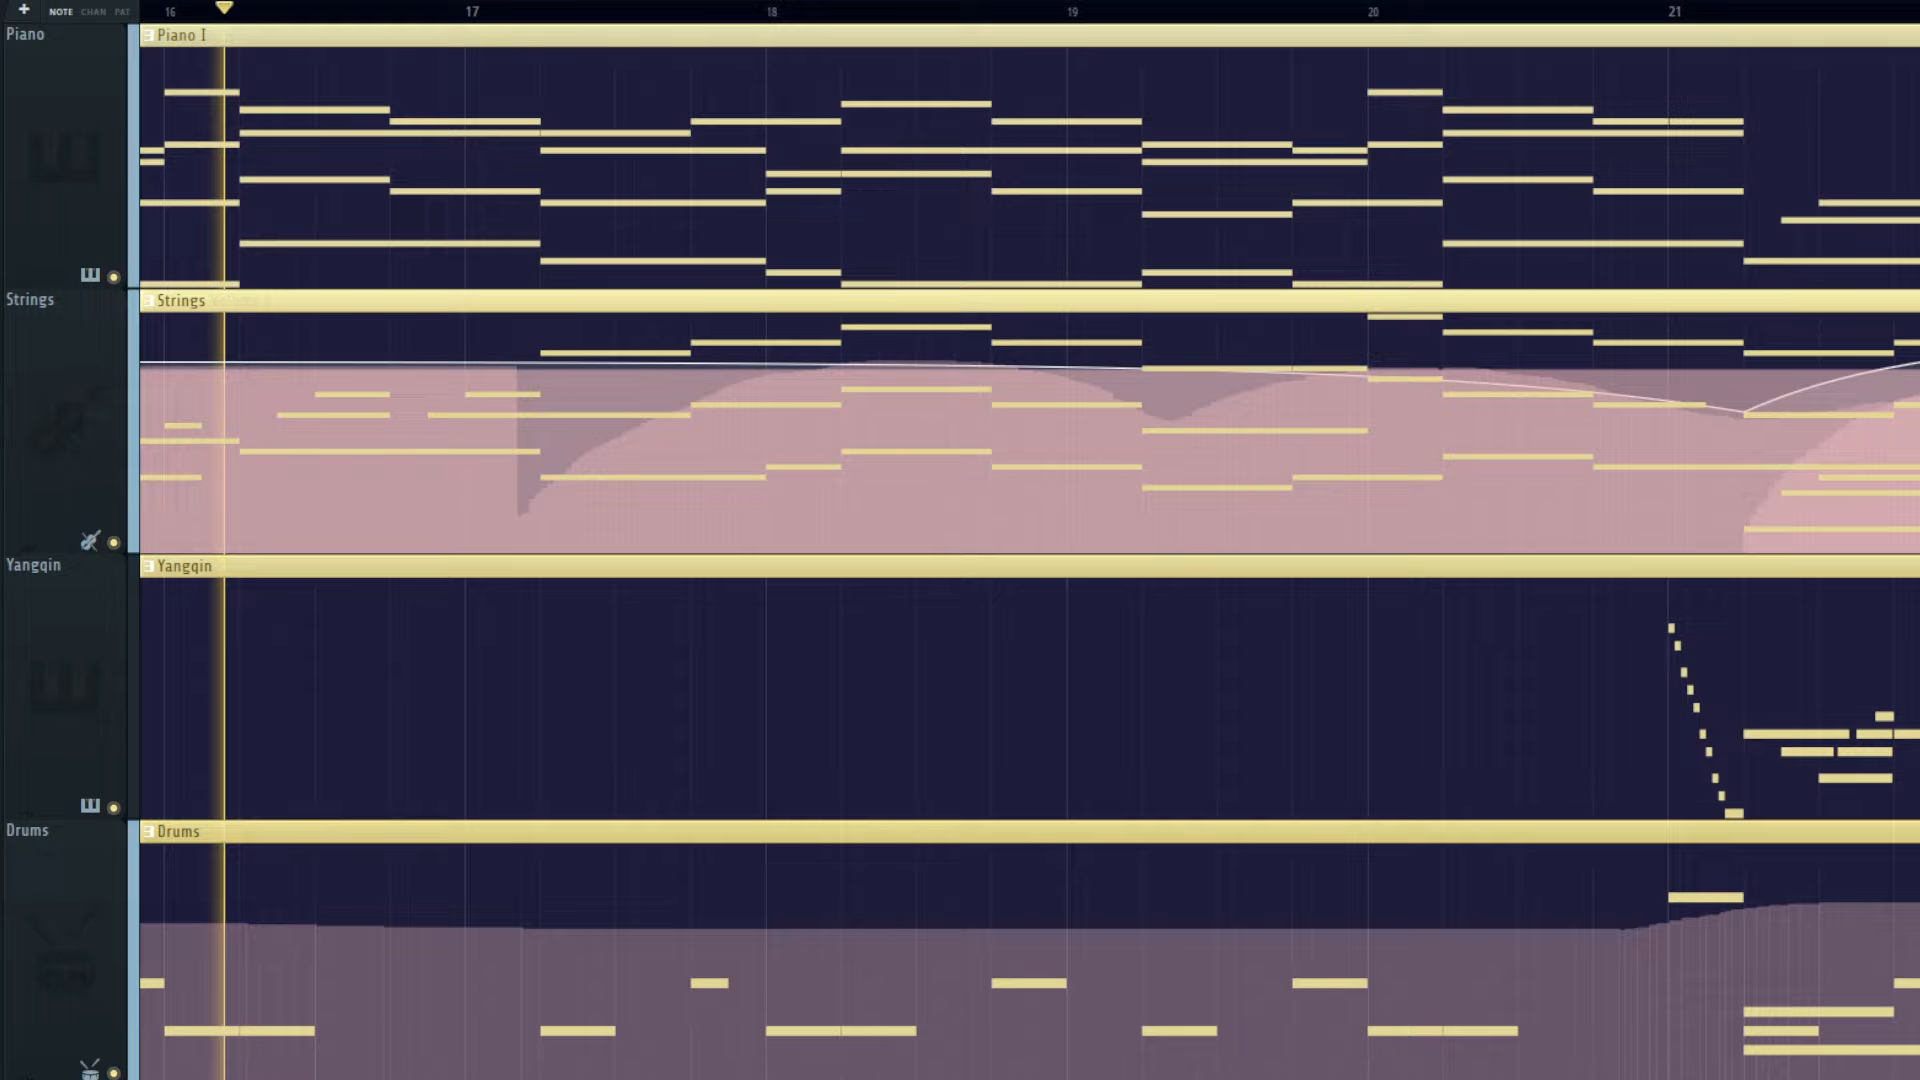 NOTE CHAN PAT 16 17 18 19 20 21
Piano
Piano I
Strings
Strings
Yangqin
Yangqin
Drums
Drums